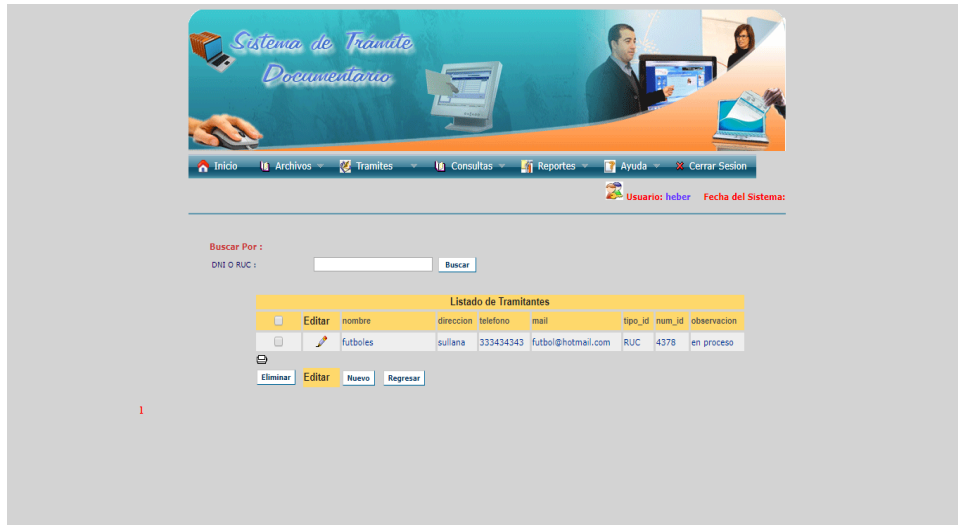 Sistema de Trámite
Documentario
Inicio Archivos Tramites Consultas Reportes Ayuda Cerrar Sesion
Usuario: heber Fecha del Sistema:
Buscar Por :
DNI O RUC : Buscar
Listado de Tramitantes
Editar nombre direccion telefono mail tipo_id num_id observacion
futboles sullana 333434343 futbol@hotmail.com RUC 4378 en proceso
Eliminar Editar Nuevo Regresar
1